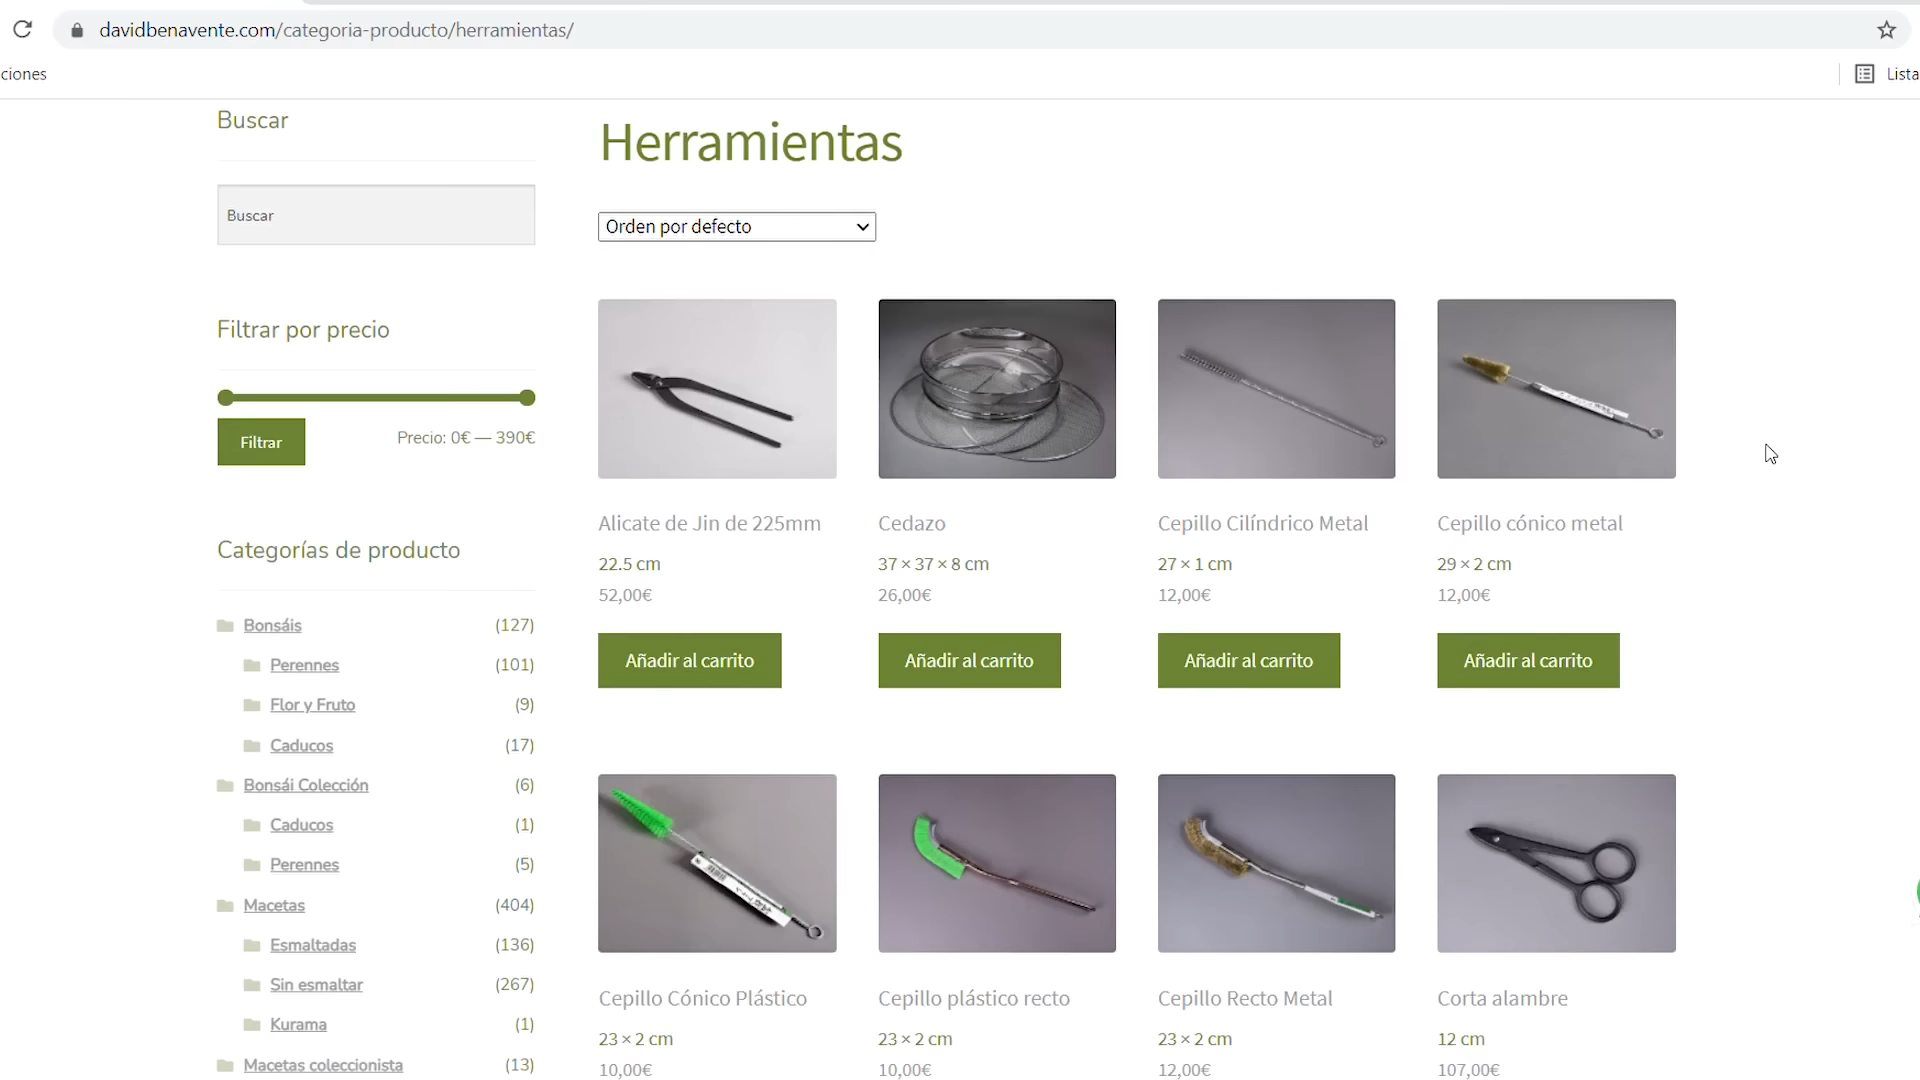 davidbenavente.com/categoria-producto/herramientas/
ciones
Lista
Buscar
Buscar
Filtrar por precio
Filtrar
Precio: 0€ — 390€
Categorías de producto
Bonsáis (127)
Perennes (101)
Flor y Fruto (9)
Caducos (17)
Bonsái Colección (6)
Caducos (1)
Perennes (5)
Macetas (404)
Esmaltadas (136)
Sin esmaltar (267)
Kurama (1)
Macetas coleccionista (13)
Herramientas
Orden por defecto
Alicate de Jin de 225mm
22.5 cm
52,00€
Añadir al carrito
Cedazo
37 × 37 × 8 cm
26,00€
Añadir al carrito
Cepillo Cilíndrico Metal
27 × 1 cm
12,00€
Añadir al carrito
Cepillo cónico metal
29 × 2 cm
12,00€
Añadir al carrito
Cepillo Cónico Plástico
23 × 2 cm
10,00€
Cepillo plástico recto
23 × 2 cm
10,00€
Cepillo Recto Metal
23 × 2 cm
12,00€
Corta alambre
12 cm
107,00€